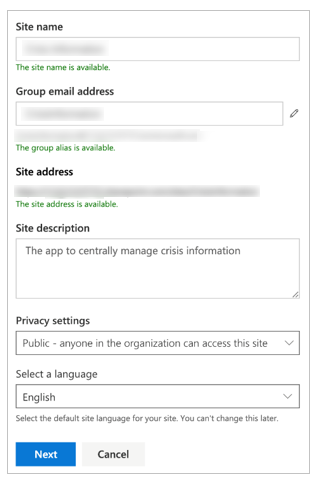 Site name
The site name is available.
Group email address
The group alias is available.
Site address
The site address is available.
Site description
The app to centrally manage crisis information
Privacy settings
Public - anyone in the organization can access this site
Select a language
English
Select the default site language for your site. You can't change this later.
Next
Cancel